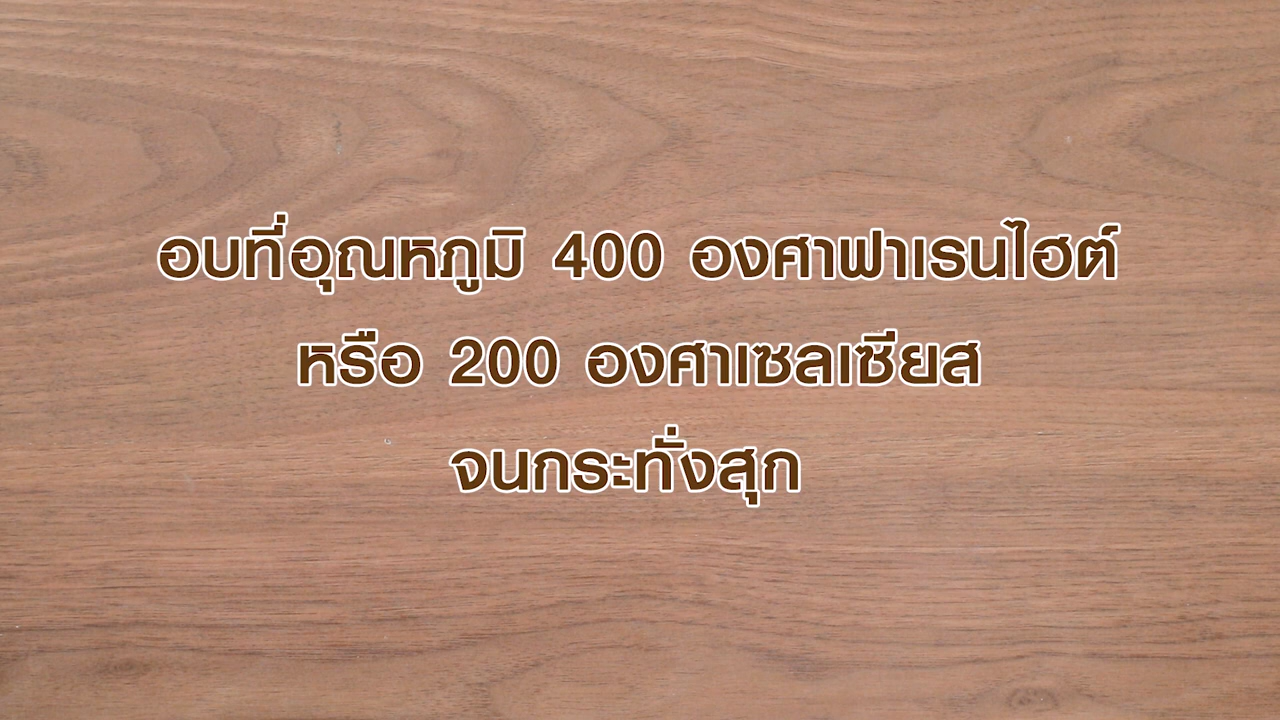 อบที่อุณหภูมิ 400 องศาฟาเรนไฮต์
หรือ 200 องศาเซลเซียส
จนกระทั่งสุก